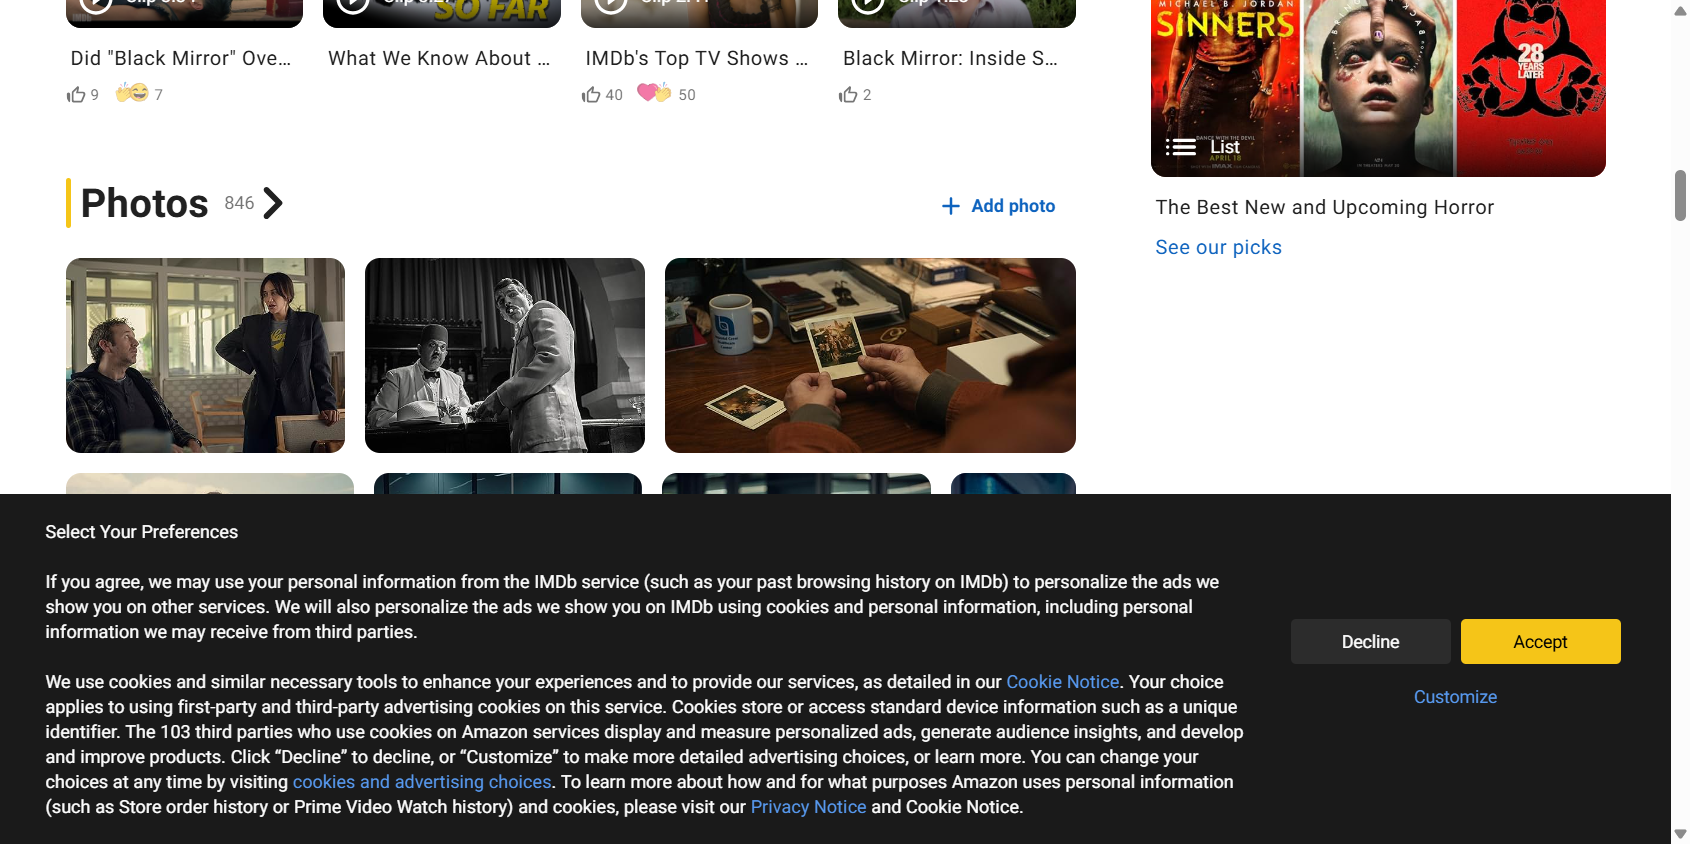 SO FAR
Did "Black Mirror" Ove...
What We Know About ...
IMDb's Top TV Shows ...
Black Mirror: Inside S...
9
7
40
50
2
MICHAEL B. JORDAN
SINNERS
DANCE WITH THE DEVIL
APRIL 18
IMAX
28
YEARS
LATER
List
The Best New and Upcoming Horror
See our picks
Photos 846
Add photo
Select Your Preferences
If you agree, we may use your personal information from the IMDb service (such as your past browsing history on IMDb) to personalize the ads we
show you on other services. We will also personalize the ads we show you on IMDb using cookies and personal information, including personal
information we may receive from third parties.
We use cookies and similar necessary tools to enhance your experiences and to provide our services, as detailed in our Cookie Notice. Your choice
applies to using first-party and third-party advertising cookies on this service. Cookies store or access standard device information such as a unique
identifier. The 103 third parties who use cookies on Amazon services display and measure personalized ads, generate audience insights, and develop
and improve products. Click “Decline” to decline, or “Customize” to make more detailed advertising choices, or learn more. You can change your
choices at any time by visiting cookies and advertising choices. To learn more about how and for what purposes Amazon uses personal information
(such as Store order history or Prime Video Watch history) and cookies, please visit our Privacy Notice and Cookie Notice.
Decline
Accept
Customize